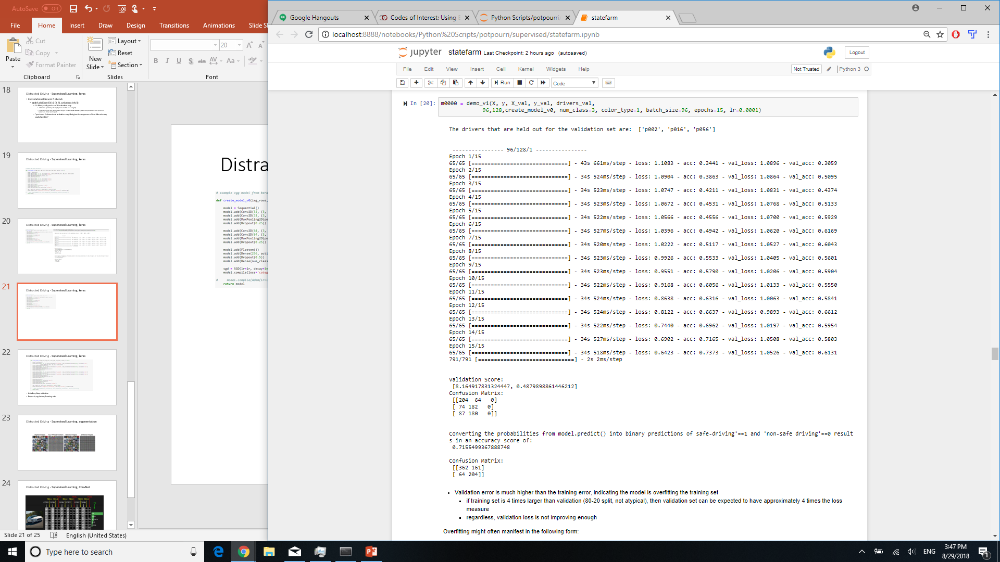 AutoSave Off
File Home Insert Draw Design Transitions Animations Slide S
Paste
Cut
Copy
Format Painter
Clipboard
New
Slide
Layout
Reset
Section
Slides
20
B I U S abc AV Aa
Font
18
Distracted Driving - Supervised Learning, keras
Convolutional Neural Network
model.add(Conv2D(16, (3, 3), activation='relu'))
19
Distracted Driving - Supervised Learning, keras
20
Distracted Driving - Supervised Learning, keras
21
Distracted Driving - Supervised Learning, keras
22
Distracted Driving - Supervised Learning, keras
23
Distracted Driving - Supervised Learning, augmentation
24
Distracted Driving - Supervised Learning, ConvNet
Distra
# example vgg model from kera
def create_model_v0(img_rows,
model = Sequential()
model.add(Conv2D(32, (3,
model.add(Conv2D(32, (3,
model.add(MaxPooling2D(po
model.add(Dropout(0.25))
model.add(Conv2D(64, (3,
model.add(Conv2D(64, (3,
model.add(MaxPooling2D(po
model.add(Dropout(0.25))
model.add(Flatten())
model.add(Dense(256, acti
model.add(Dropout(0.5))
model.add(Dense(num_class
sgd = SGD(lr=lr, decay=1e
model.compile(loss='categ
# model.compile(Adam(lr=l
return model
Slide 21 of 25 English (United States)
Google Hangouts
Codes of Interest: Using
Python Scripts/potpourri/
statefarm
localhost:8888/notebooks/Python%20Scripts/potpourri/supervised/statefarm.ipynb
jupyter statefarm Last Checkpoint: 2 hours ago (autosaved)
Logout
File Edit View Insert Cell Kernel Widgets Help
Not Trusted
Python 3
Run
Code
In [20]: m0000 = demo_v1(X, y, X_val, y_val, drivers_val,
96,128,create_model_v0, num_class=3, color_type=1, batch_size=96, epochs=15, lr=0.0001)
The drivers that are held out for the validation set are: ['p002', 'p016', 'p056']
---------------- 96/128/1 ----------------
Epoch 1/15
65/65 [==============================] - 43s 661ms/step - loss: 1.1083 - acc: 0.3441 - val_loss: 1.0896 - val_acc: 0.3059
Epoch 2/15
65/65 [==============================] - 34s 524ms/step - loss: 1.0904 - acc: 0.3863 - val_loss: 1.0864 - val_acc: 0.5095
Epoch 3/15
65/65 [==============================] - 34s 523ms/step - loss: 1.0747 - acc: 0.4211 - val_loss: 1.0831 - val_acc: 0.4374
Epoch 4/15
65/65 [==============================] - 34s 523ms/step - loss: 1.0672 - acc: 0.4531 - val_loss: 1.0768 - val_acc: 0.5133
Epoch 5/15
65/65 [==============================] - 34s 522ms/step - loss: 1.0566 - acc: 0.4556 - val_loss: 1.0700 - val_acc: 0.5929
Epoch 6/15
65/65 [==============================] - 34s 527ms/step - loss: 1.0396 - acc: 0.4942 - val_loss: 1.0620 - val_acc: 0.6169
Epoch 7/15
65/65 [==============================] - 34s 520ms/step - loss: 1.0222 - acc: 0.5117 - val_loss: 1.0527 - val_acc: 0.6043
Epoch 8/15
65/65 [==============================] - 34s 523ms/step - loss: 0.9926 - acc: 0.5533 - val_loss: 1.0405 - val_acc: 0.5601
Epoch 9/15
65/65 [==============================] - 34s 523ms/step - loss: 0.9551 - acc: 0.5790 - val_loss: 1.0206 - val_acc: 0.5904
Epoch 10/15
65/65 [==============================] - 34s 522ms/step - loss: 0.9168 - acc: 0.6056 - val_loss: 1.0133 - val_acc: 0.5550
Epoch 11/15
65/65 [==============================] - 34s 524ms/step - loss: 0.8638 - acc: 0.6316 - val_loss: 1.0063 - val_acc: 0.5841
Epoch 12/15
65/65 [==============================] - 34s 524ms/step - loss: 0.8122 - acc: 0.6637 - val_loss: 0.9893 - val_acc: 0.6612
Epoch 13/15
65/65 [==============================] - 34s 522ms/step - loss: 0.7440 - acc: 0.6962 - val_loss: 1.0197 - val_acc: 0.5954
Epoch 14/15
65/65 [==============================] - 34s 527ms/step - loss: 0.6902 - acc: 0.7165 - val_loss: 1.0508 - val_acc: 0.5803
Epoch 15/15
65/65 [==============================] - 34s 518ms/step - loss: 0.6423 - acc: 0.7373 - val_loss: 1.0526 - val_acc: 0.6131
791/791 [==============================] - 2s 2ms/step
Validation Score:
[8.164917831324447, 0.4879898861446212]
Confusion Matrix:
[[204 64 0]
[ 74 182 0]
[ 87 180 0]]
Converting the probabilities from model.predict() into binary predictions of safe-driving'==1 and 'non-safe driving'==0 result
s in an accuracy score of:
0.7155499367888748
Confusion Matrix:
[[362 161]
[ 64 204]]
Validation error is much higher than the training error, indicating the model is overfitting the training set
if training set is 4 times larger than validation (80-20 split, not atypical), then validation set can be expected to have approximately 4 times the loss
measure
regardless, validation loss is not improving enough
Overfitting might often manifest in the following form:
Type here to search
ENG
3:47 PM
8/29/2018
1